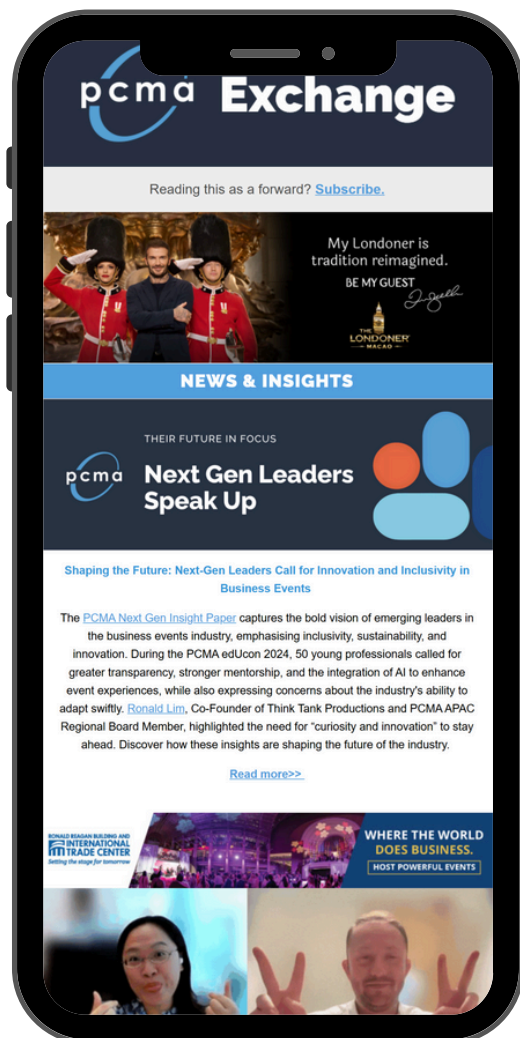 pcma Exchange
Reading this as a forward? Subscribe.
My Londoner is
tradition reimagined.
BE MY GUEST
THE
LONDONER
MACAO
NEWS & INSIGHTS
THEIR FUTURE IN FOCUS
pcma
Next Gen Leaders
Speak Up
Shaping the Future: Next-Gen Leaders Call for Innovation and Inclusivity in
Business Events
The PCMA Next Gen Insight Paper captures the bold vision of emerging leaders in
the business events industry, emphasising inclusivity, sustainability, and
innovation. During the PCMA edUcon 2024, 50 young professionals called for
greater transparency, stronger mentorship, and the integration of AI to enhance
event experiences, while also expressing concerns about the industry's ability to
adapt swiftly. Ronald Lim, Co-Founder of Think Tank Productions and PCMA APAC
Regional Board Member, highlighted the need for “curiosity and innovation” to stay
ahead. Discover how these insights are shaping the future of the industry.
Read more>>
RONALD REAGAN BUILDING AND
INTERNATIONAL
TRADE CENTER
Setting the stage for tomorrow
WHERE THE WORLD
DOES BUSINESS.
HOST POWERFUL EVENTS